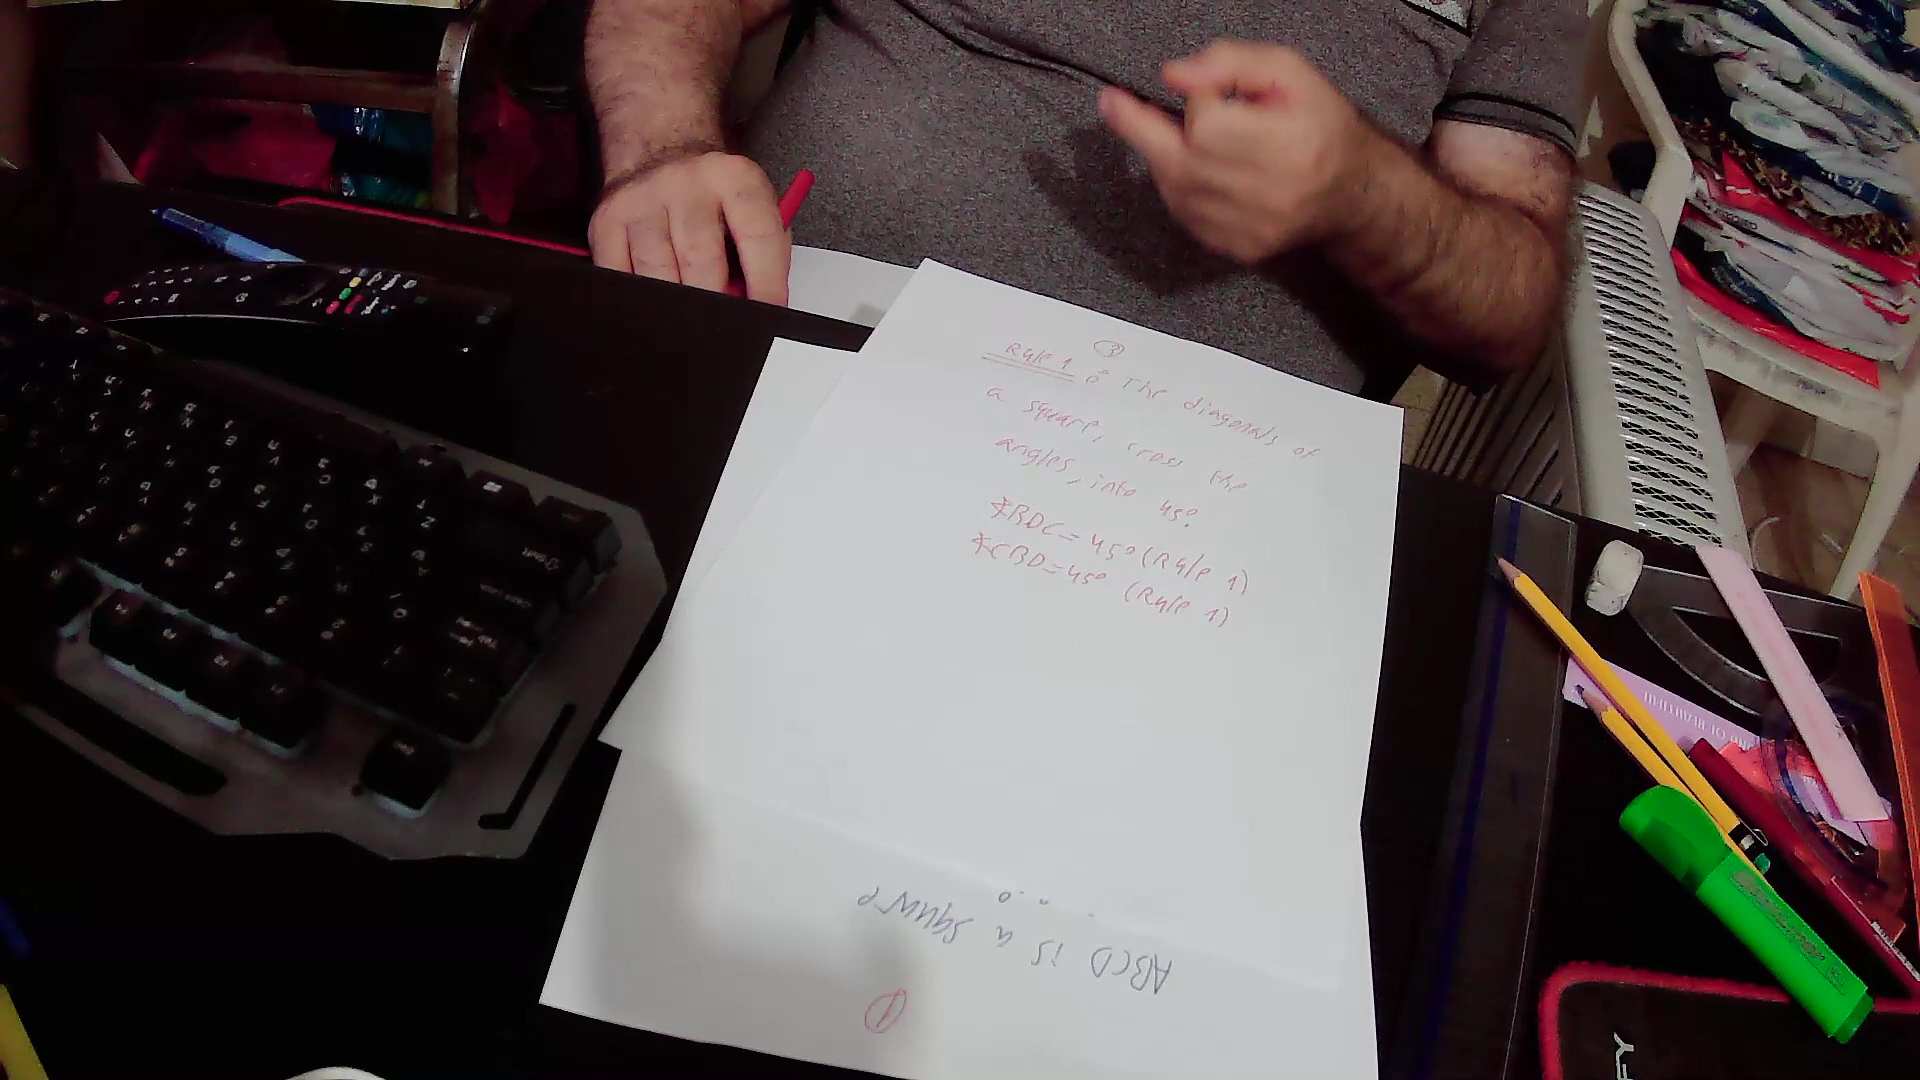 ③
Rule 1 : The diagonals of
a square, cross the
angles, into 45°
∢BDC = 45° (Rule 1)
∢CBD = 45° (Rule 1)
ABCD is a square
①